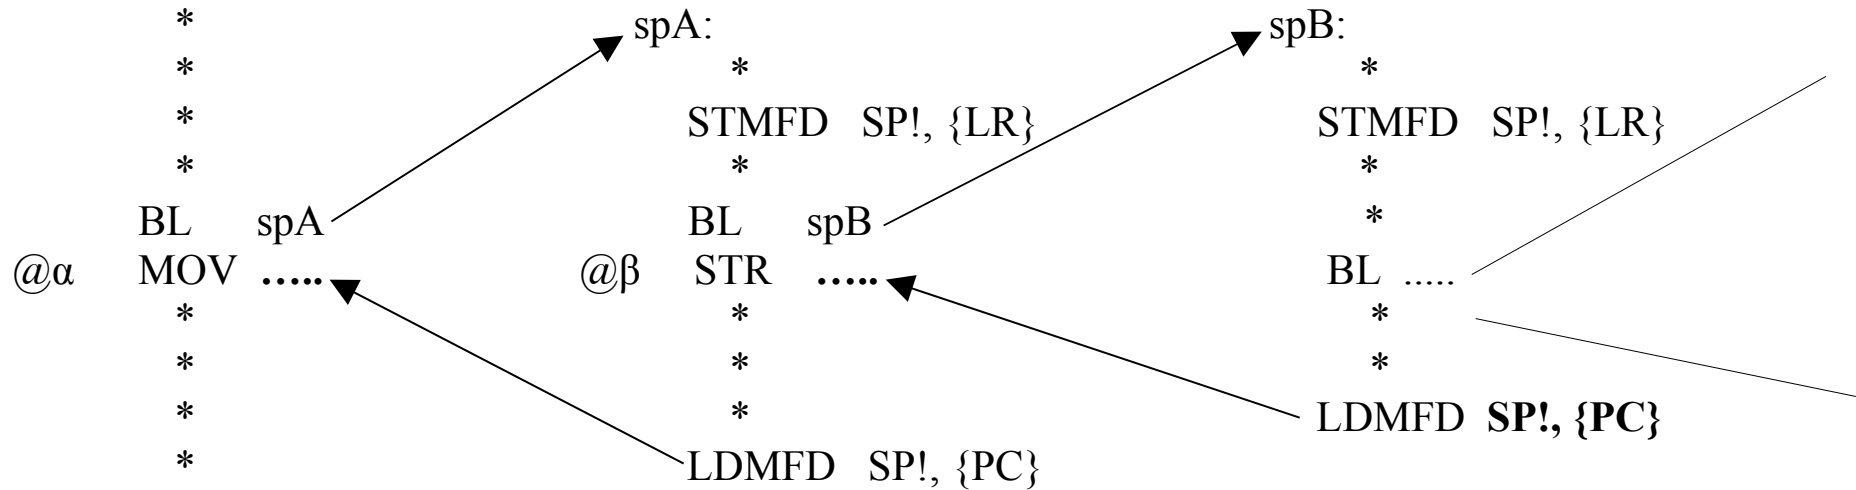 *
*
*
*
BL spA
@α MOV .....
*
*
*
*
spA:
*
STMFD SP!, {LR}
*
BL spB
@β STR .....
*
*
*
LDMFD SP!, {PC}
spB:
*
STMFD SP!, {LR}
*
*
BL .....
*
*
LDMFD SP!, {PC}